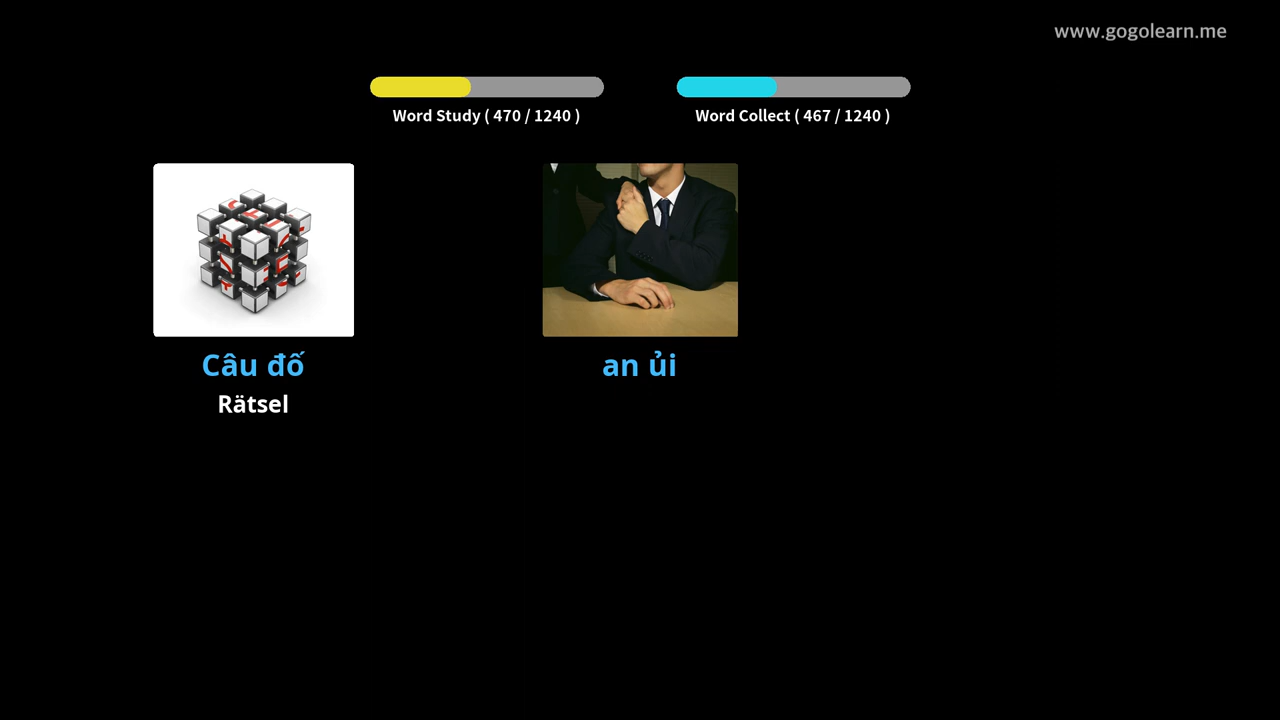 www.gogolearn.me
Word Study ( 470 / 1240 )
Word Collect ( 467 / 1240 )
Câu đố
an ủi
Rätsel